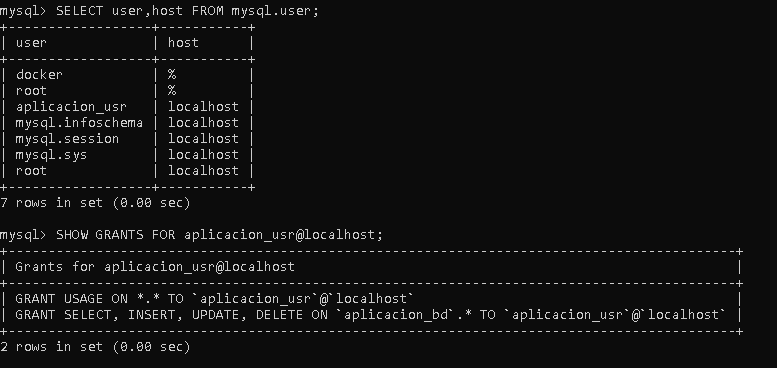 mysql> SELECT user,host FROM mysql.user;
+------------------+-----------+
| user             | host      |
+------------------+-----------+
| docker           | %         |
| root             | %         |
| aplicacion_usr   | localhost |
| mysql.infoschema | localhost |
| mysql.session    | localhost |
| mysql.sys        | localhost |
| root             | localhost |
+------------------+-----------+
7 rows in set (0.00 sec)
mysql> SHOW GRANTS FOR aplicacion_usr@localhost;
+--------------------------------------------------------------------------------------------+
| Grants for aplicacion_usr@localhost                                                        |
+--------------------------------------------------------------------------------------------+
| GRANT USAGE ON *.* TO `aplicacion_usr`@`localhost`                                         |
| GRANT SELECT, INSERT, UPDATE, DELETE ON `aplicacion_bd`.* TO `aplicacion_usr`@`localhost` |
+--------------------------------------------------------------------------------------------+
2 rows in set (0.00 sec)